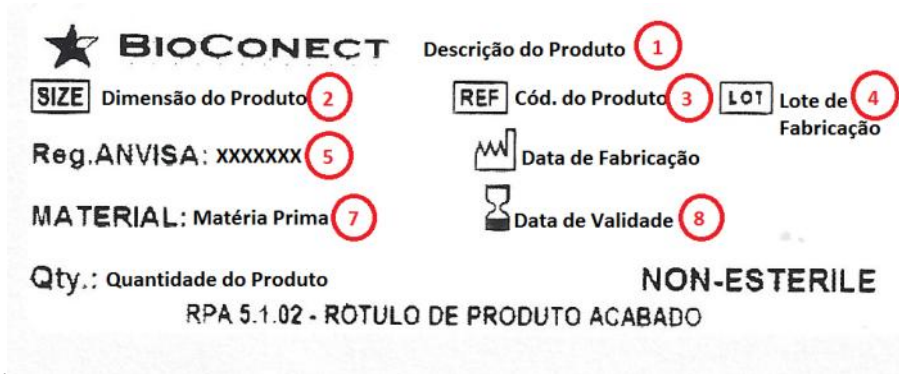 BIOCONECT Descrição do Produto 1
SIZE Dimensão do Produto 2 REF Cód. do Produto 3 LOT Lote de 4
Fabricação
Reg.ANVISA: XXXXXXX 5 Data de Fabricação
MATERIAL: Matéria Prima 7 Data de Validade 8
Qty.: Quantidade do Produto NON-ESTERILE
RPA 5.1.02 - ROTULO DE PRODUTO ACABADO